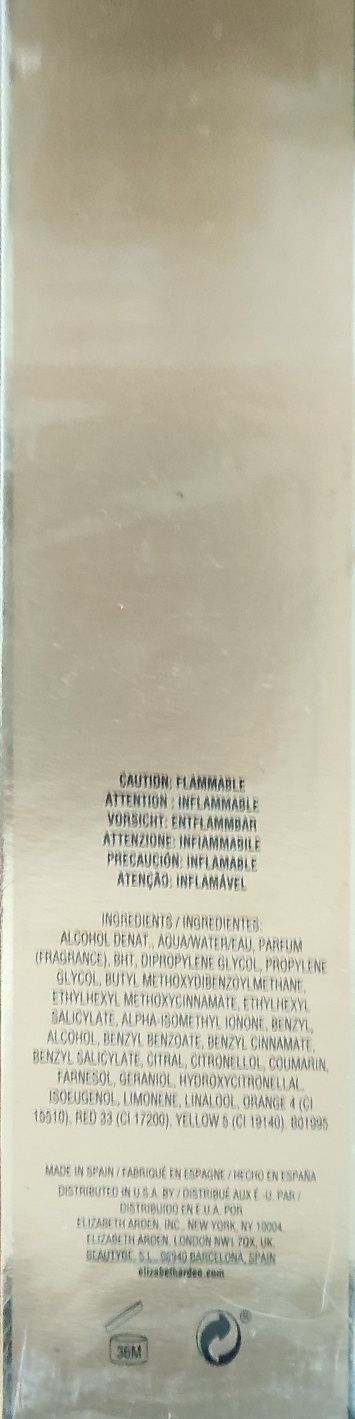 CAUTION: FLAMMABLE
ATTENTION : INFLAMMABLE
VORSICHT: ENTFLAMMBAR
ATTENZIONE: INFIAMMABILE
PRECAUCIÓN: INFLAMABLE
ATENÇÃO: INFLAMÁVEL
INGREDIENTS / INGREDIENTES:
ALCOHOL DENAT., AQUA/WATER/EAU, PARFUM
(FRAGRANCE), BHT, DIPROPYLENE GLYCOL, PROPYLENE
GLYCOL, BUTYL METHOXYDIBENZOYLMETHANE,
ETHYLHEXYL METHOXYCINNAMATE, ETHYLHEXYL
SALICYLATE, ALPHA-ISOMETHYL IONONE, BENZYL
ALCOHOL, BENZYL BENZOATE, BENZYL CINNAMATE,
BENZYL SALICYLATE, CITRAL, CITRONELLOL, COUMARIN,
FARNESOL, GERANIOL, HYDROXYCITRONELLAL,
ISOEUGENOL, LIMONENE, LINALOOL, ORANGE 4 (CI
15510), RED 33 (CI 17200), YELLOW 5 (CI 19140). B01995
MADE IN SPAIN / FABRIQUÉ EN ESPAGNE / HECHO EN ESPAÑA
DISTRIBUTED IN U.S.A. BY / DISTRIBUÉ AUX É.-U. PAR /
DISTRIBUIDO EN E.U.A. POR
ELIZABETH ARDEN, INC., NEW YORK, NY 10004
ELIZABETH ARDEN, LONDON NW1 7QX, UK
BEAUTYGE, S.L., 08940 BARCELONA, SPAIN
elizabetharden.com
36M
®